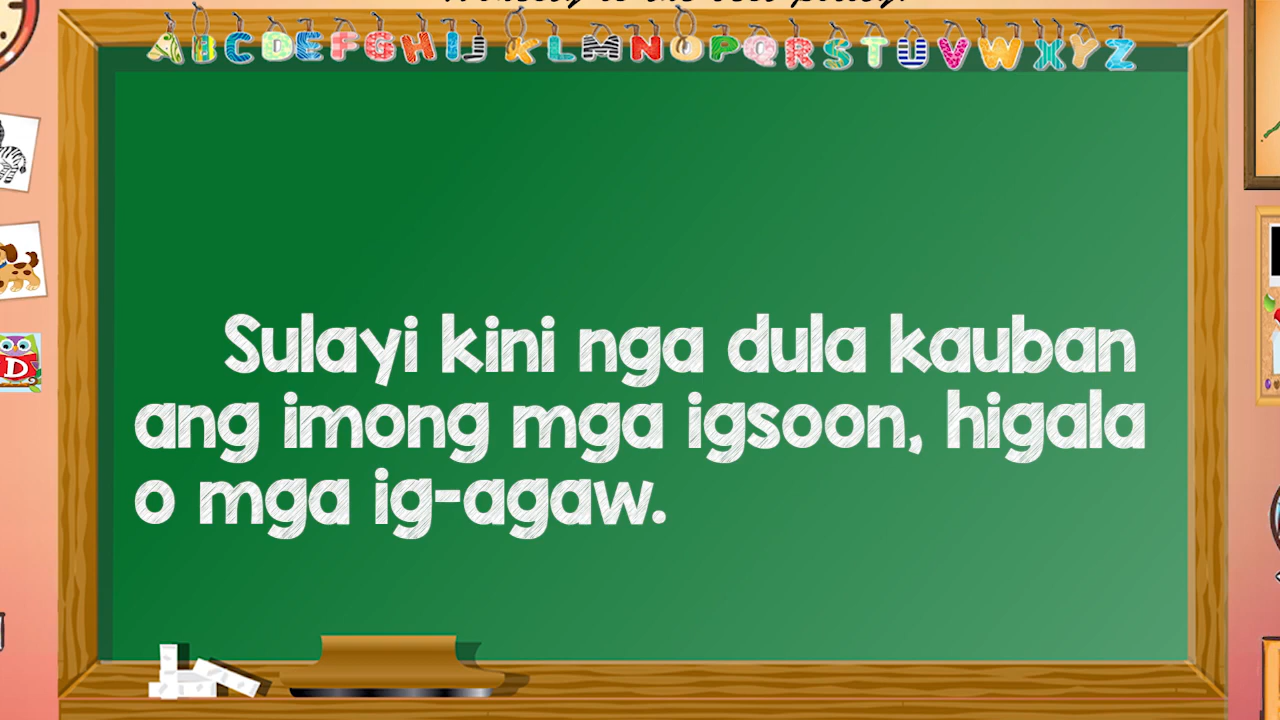 ABCDEFGHIJKLMNOPQRSTUVWXYZ
Sulayi kini nga dula kauban
ang imong mga igsoon, higala
o mga ig-agaw.
D